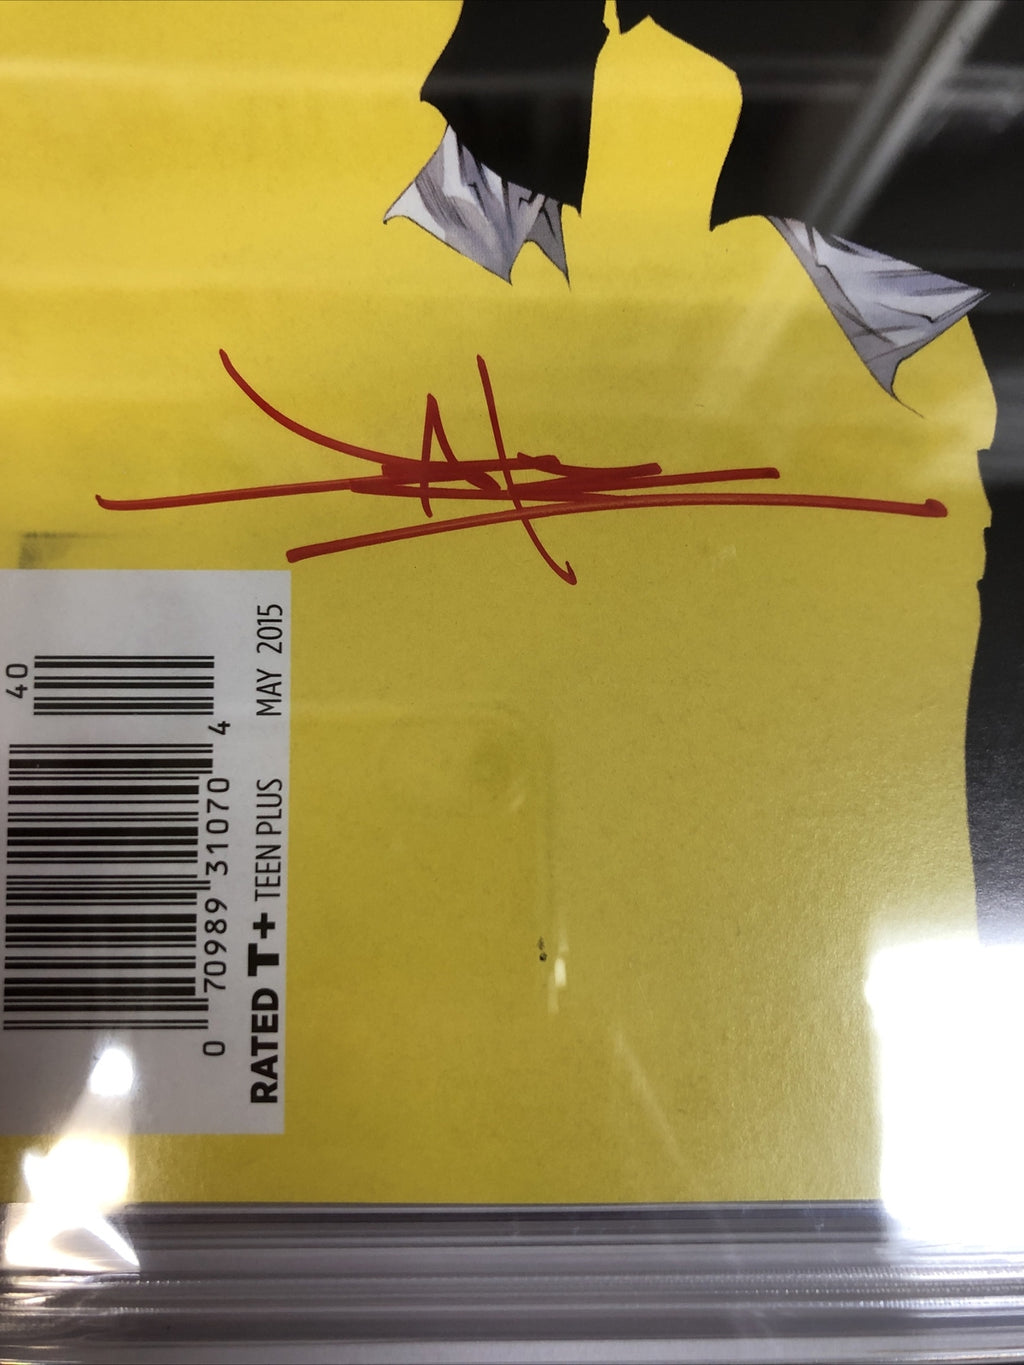 40
0 70989 31070 4
RATED T+ TEEN PLUS MAY 2015